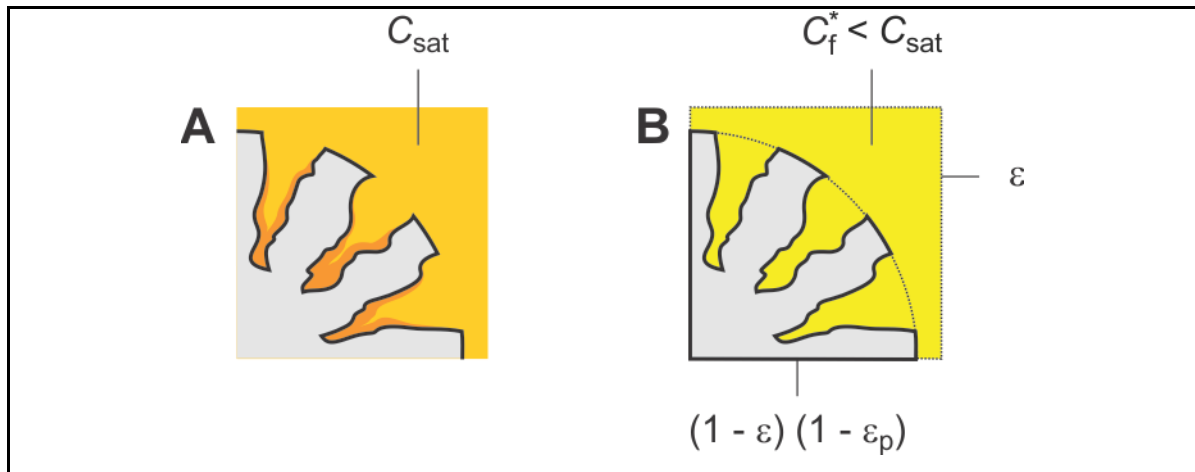 C_sat
C_f^* < C_sat
A
B
ε
(1 - ε) (1 - ε_p)